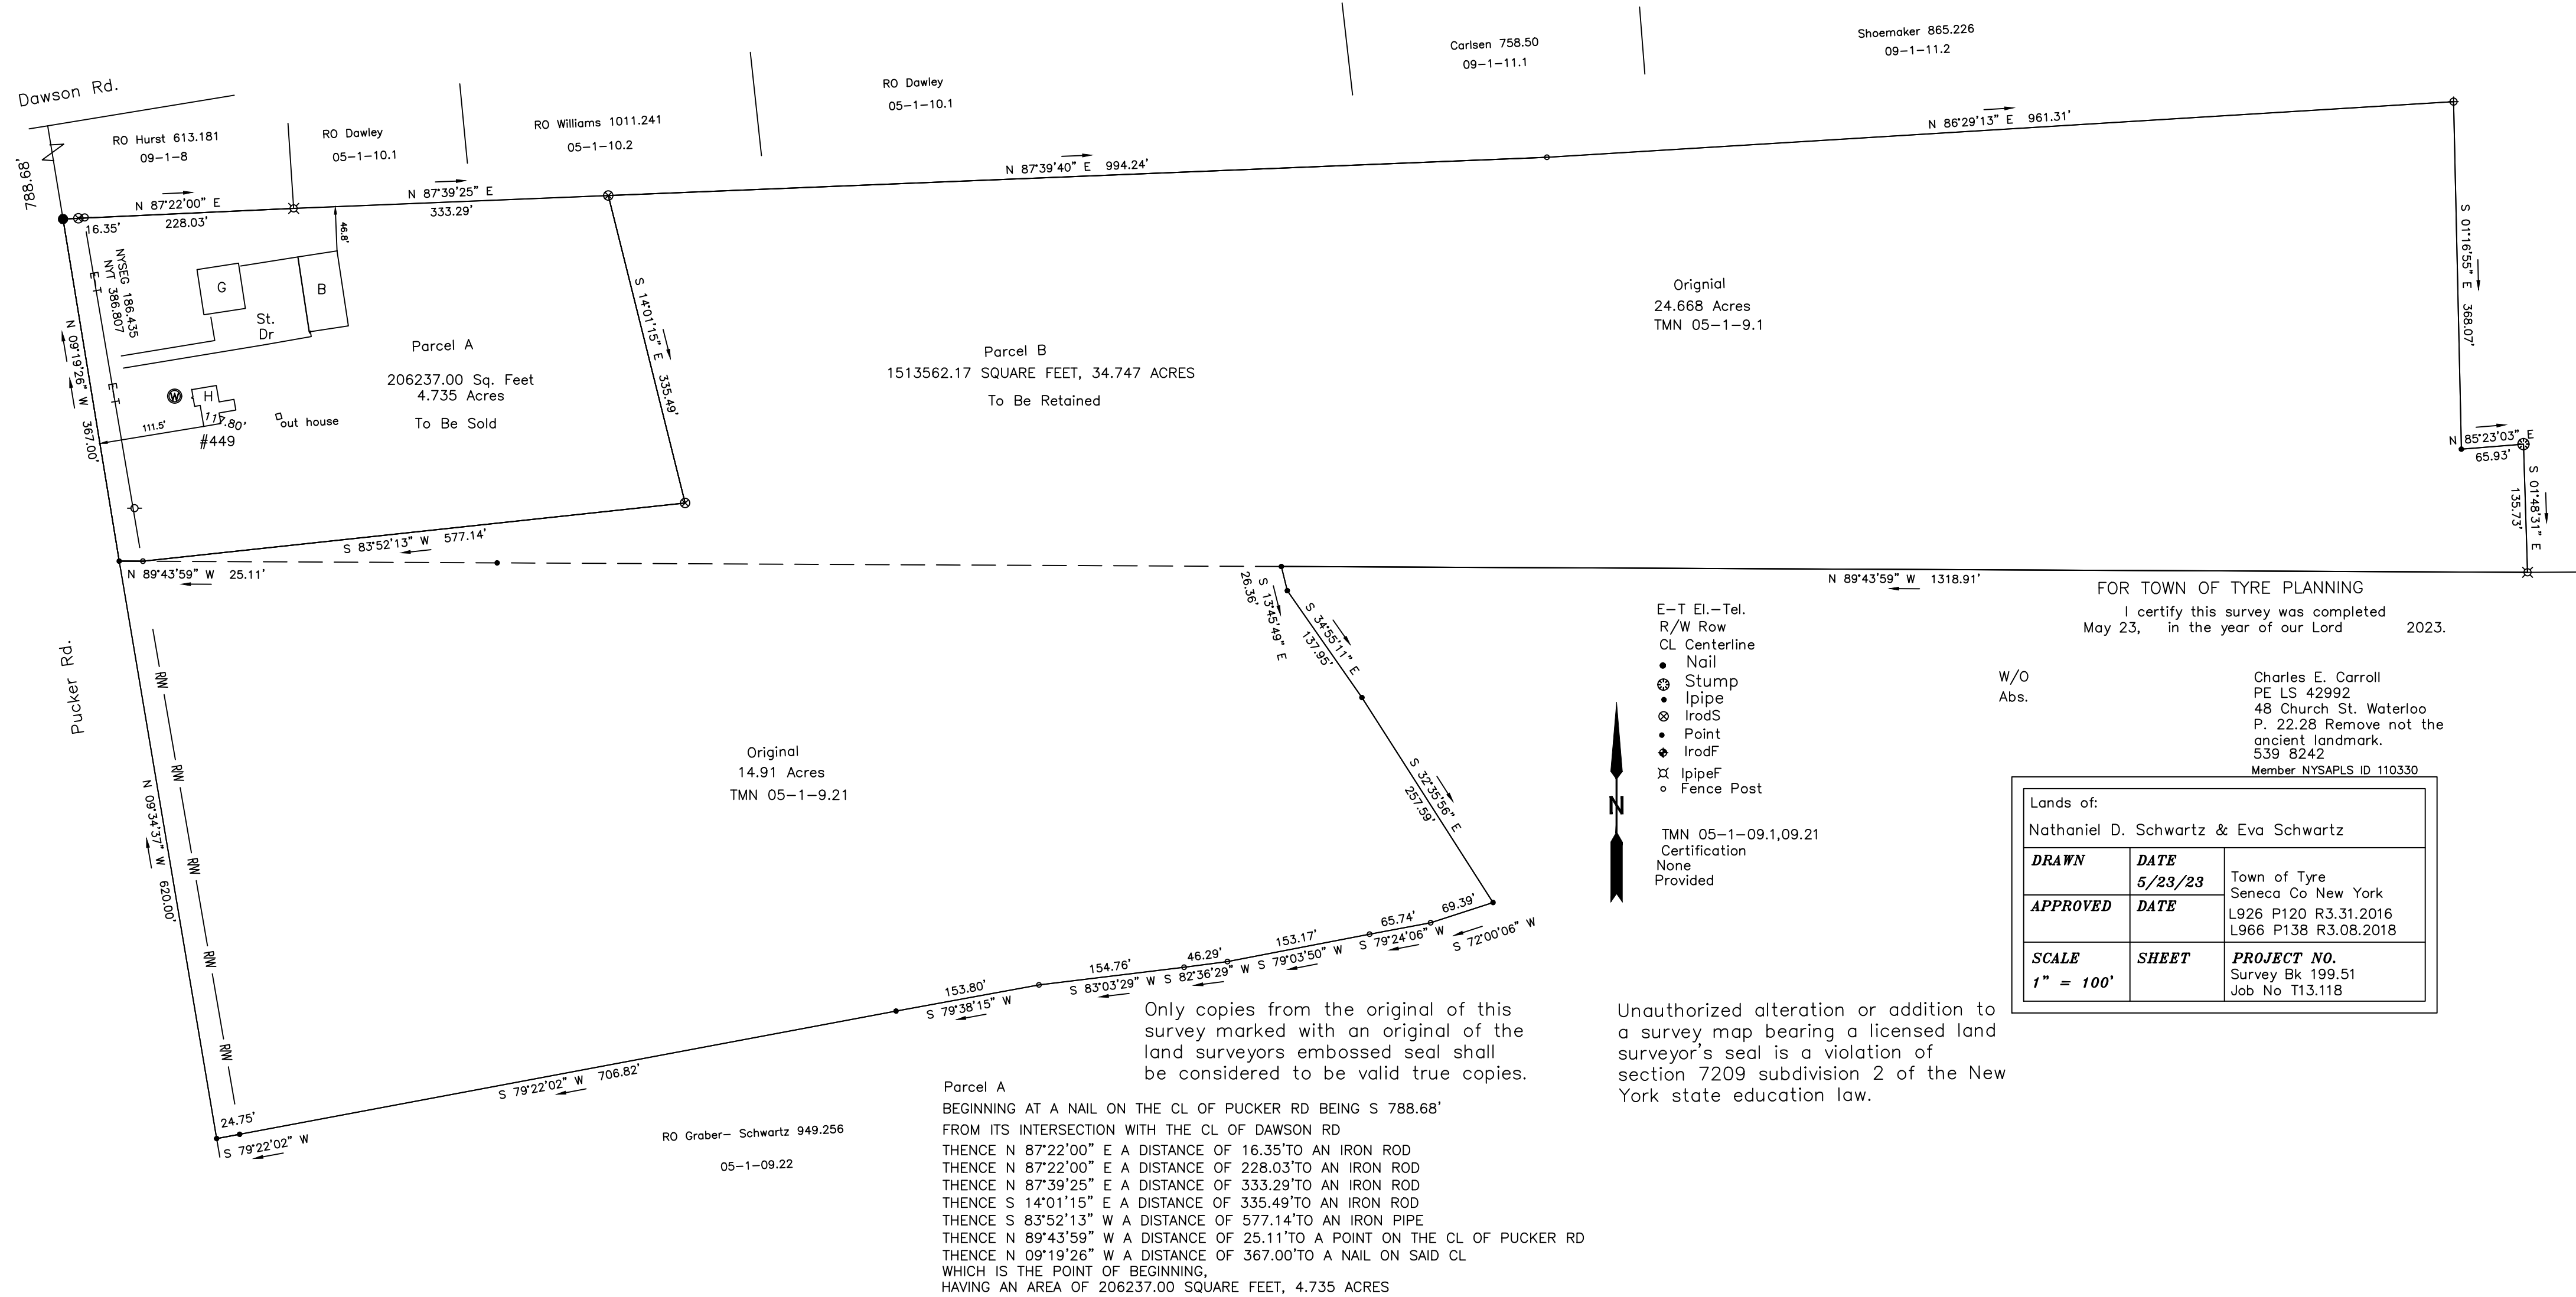 Dawson Rd.
788.68'
RO Hurst 613.181
09-1-8
RO Dawley
05-1-10.1
RO Williams 1011.241
05-1-10.2
RO Dawley
05-1-10.1
Carlsen 758.50
09-1-11.1
Shoemaker 865.226
09-1-11.2
N 87°22'00" E
16.35'
228.03'
N 87°39'25" E
333.29'
N 87°39'40" E 994.24'
N 86°29'13" E 961.31'
S 01°16'55" E 368.07'
N 85°23'03" E
65.93'
S 01°48'31" E
135.73'
NYSEG 186.435
NYT 386.807
E T
E T
46.8'
G
B
St.
Dr
W
H
117.80'
111.5'
#449
out house
N 09°19'26" W 367.00'
Parcel A
206237.00 Sq. Feet
4.735 Acres
To Be Sold
S 14°01'15" E 335.49'
Parcel B
1513562.17 SQUARE FEET, 34.747 ACRES
To Be Retained
Orignial
24.668 Acres
TMN 05-1-9.1
S 83°52'13" W 577.14'
N 89°43'59" W 25.11'
N 89°43'59" W 1318.91'
S 13°45'49" E
26.36'
S 34°55'11" E
137.95'
S 32°35'56" E
257.59'
Pucker Rd.
RW
RW
RW
RW
RW
N 09°34'37" W 620.00'
Original
14.91 Acres
TMN 05-1-9.21
24.75'
S 79°22'02" W
S 79°22'02" W 706.82'
153.80'
S 79°38'15" W
154.76'
S 83°03'29" W
46.29'
S 82°36'29" W
153.17'
S 79°03'50" W
65.74'
S 79°24'06" W
69.39'
S 72°00'06" W
RO Graber- Schwartz 949.256
05-1-09.22
E-T El.-Tel.
R/W Row
CL Centerline
Nail
Stump
Ipipe
IrodS
Point
IrodF
IpipeF
Fence Post
N
TMN 05-1-09.1,09.21
Certification
None
Provided
FOR TOWN OF TYRE PLANNING
I certify this survey was completed
May 23, in the year of our Lord 2023.
W/O
Abs.
Charles E. Carroll
PE LS 42992
48 Church St. Waterloo
P. 22.28 Remove not the
ancient landmark.
539 8242
Member NYSAPLS ID 110330
Lands of:
Nathaniel D. Schwartz & Eva Schwartz
DRAWN
DATE
5/23/23
Town of Tyre
Seneca Co New York
APPROVED
DATE
L926 P120 R3.31.2016
L966 P138 R3.08.2018
SCALE
1" = 100'
SHEET
PROJECT NO.
Survey Bk 199.51
Job No T13.118
Only copies from the original of this
survey marked with an original of the
land surveyors embossed seal shall
be considered to be valid true copies.
Unauthorized alteration or addition to
a survey map bearing a licensed land
surveyor's seal is a violation of
section 7209 subdivision 2 of the New
York state education law.
Parcel A
BEGINNING AT A NAIL ON THE CL OF PUCKER RD BEING S 788.68'
FROM ITS INTERSECTION WITH THE CL OF DAWSON RD
THENCE N 87°22'00" E A DISTANCE OF 16.35'TO AN IRON ROD
THENCE N 87°22'00" E A DISTANCE OF 228.03'TO AN IRON ROD
THENCE N 87°39'25" E A DISTANCE OF 333.29'TO AN IRON ROD
THENCE S 14°01'15" E A DISTANCE OF 335.49'TO AN IRON ROD
THENCE S 83°52'13" W A DISTANCE OF 577.14'TO AN IRON PIPE
THENCE N 89°43'59" W A DISTANCE OF 25.11'TO A POINT ON THE CL OF PUCKER RD
THENCE N 09°19'26" W A DISTANCE OF 367.00'TO A NAIL ON SAID CL
WHICH IS THE POINT OF BEGINNING,
HAVING AN AREA OF 206237.00 SQUARE FEET, 4.735 ACRES